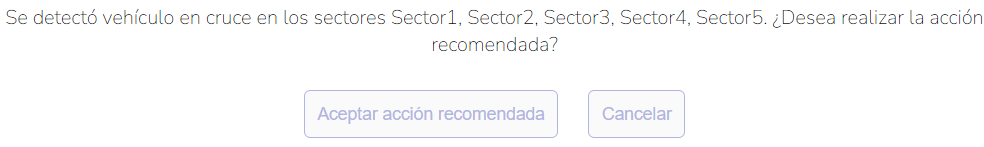 Se detectó vehículo en cruce en los sectores Sector1, Sector2, Sector3, Sector4, Sector5. ¿Desea realizar la acción
recomendada?
Aceptar acción recomendada Cancelar